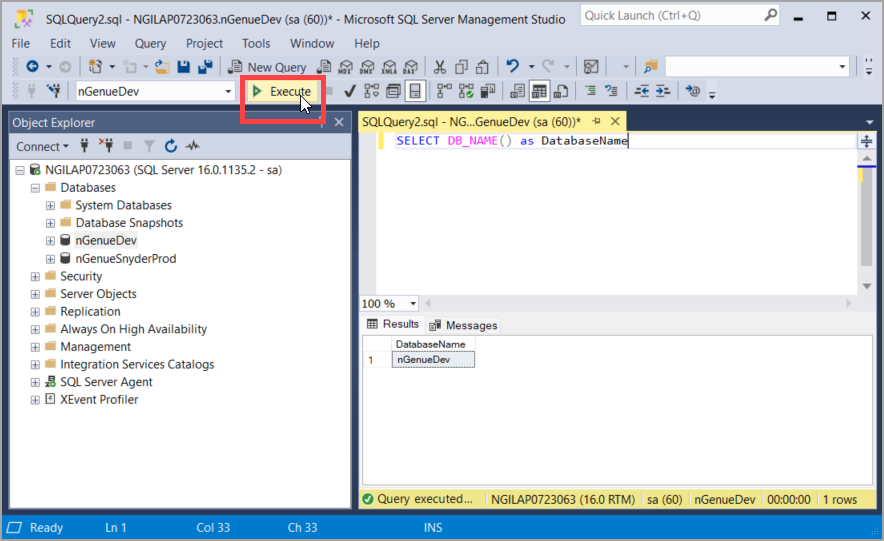 SQLQuery2.sql - NGILAP0723063.nGenueDev (sa (60))* - Microsoft SQL Server Management Studio
Quick Launch (Ctrl+Q)
File Edit View Query Project Tools Window Help
New Query MDX DMX XMLA DAX
nGenueDev Execute
Object Explorer
Connect
NGILAP0723063 (SQL Server 16.0.1135.2 - sa)
Databases
System Databases
Database Snapshots
nGenueDev
nGenueSnyderProd
Security
Server Objects
Replication
Always On High Availability
Management
Integration Services Catalogs
SQL Server Agent
XEvent Profiler
SQLQuery2.sql - NG...GenueDev (sa (60))*
SELECT DB_NAME() as DatabaseName
100 %
Results Messages
DatabaseName
1 nGenueDev
Query executed... NGILAP0723063 (16.0 RTM) sa (60) nGenueDev 00:00:00 1 rows
Ready Ln 1 Col 33 Ch 33 INS